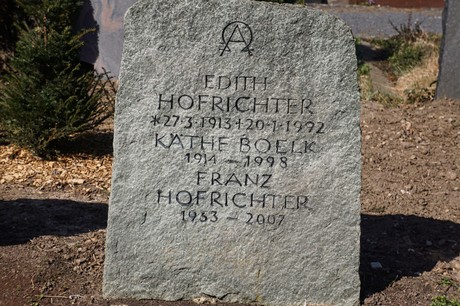 EDITH
HOFRICHTER
*27·3·1913+20·1·1992
KÄTHE BOELK
1914 – 1998
FRANZ
HOFRICHTER
1933 – 2007